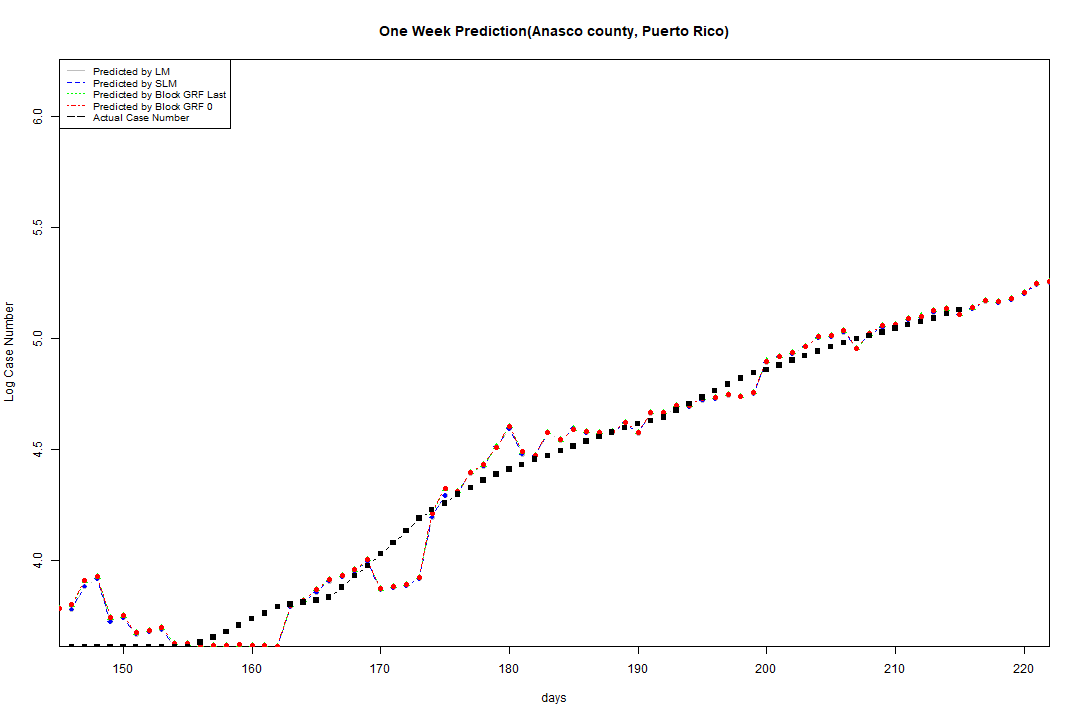 One Week Prediction(Anasco county, Puerto Rico)
Predicted by LM
Predicted by SLM
Predicted by Block GRF Last
Predicted by Block GRF 0
Actual Case Number
6.0
5.5
5.0
4.5
4.0
Log Case Number
150 160 170 180 190 200 210 220
days